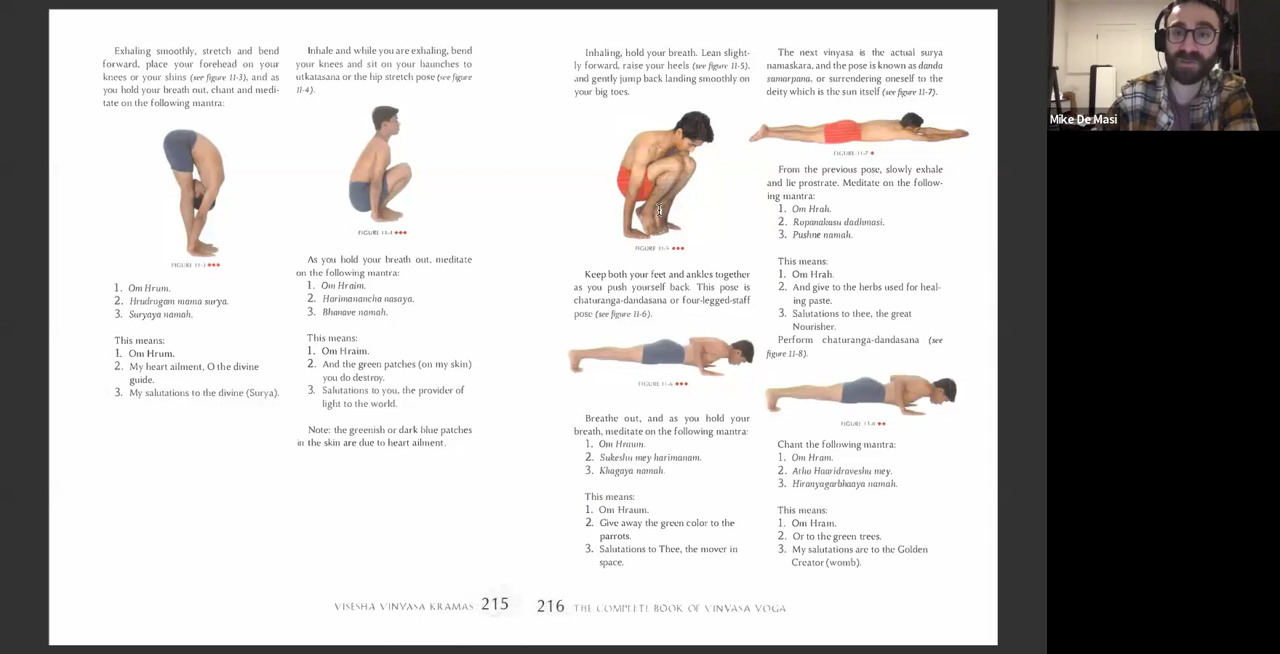 Exhaling smoothly, stretch and bend
forward, place your forehead on your
knees or your shins (see figure 11-3), and as
you hold your breath out, chant and medi-
tate on the following mantra:
FIGURE 11-3
1. Om Hrum.
2. Hrudrogam mama surya.
3. Suryaya namah.
This means:
1. Om Hrum.
2. My heart ailment, O the divine
guide.
3. My salutations to the divine (Surya).
Inhale and while you are exhaling, bend
your knees and sit on your haunches to
utkatasana or the hip stretch pose (see figure
11-4).
FIGURE 11-4
As you hold your breath out, meditate
on the following mantra:
1. Om Hraim.
2. Harimanancha nasaya.
3. Bhanave namah.
This means:
1. Om Hraim.
2. And the green patches (on my skin)
you do destroy.
3. Salutations to you, the provider of
light to the world.
Note: the greenish or dark blue patches
in the skin are due to heart ailment.
VISESHA VINYASA KRAMAS 215
Inhaling, hold your breath. Lean slight-
ly forward, raise your heels (see figure 11-5),
and gently jump back landing smoothly on
your big toes.
FIGURE 11-5
Keep both your feet and ankles together
as you push yourself back. This pose is
chaturanga-dandasana or four-legged-staff
pose (see figure 11-6).
FIGURE 11-6
Breathe out, and as you hold your
breath, meditate on the following mantra:
1. Om Hraum.
2. Sukeshu mey harimanam.
3. Khagaya namah.
This means:
1. Om Hraum.
2. Give away the green color to the
parrots.
3. Salutations to Thee, the mover in
space.
The next vinyasa is the actual surya
namaskara, and the pose is known as danda
samarpana, or surrendering oneself to the
deity which is the sun itself (see figure 11-7).
FIGURE 11-7
From the previous pose, slowly exhale
and lie prostrate. Meditate on the follow-
ing mantra:
1. Om Hrah.
2. Ropanakasu dadhmasi.
3. Pushne namah.
This means:
1. Om Hrah.
2. And give to the herbs used for heal-
ing paste.
3. Salutations to thee, the great
Nourisher.
Perform chaturanga-dandasana (see
figure 11-8).
FIGURE 11-8
Chant the following mantra:
1. Om Hram.
2. Atho Haaridraveshu mey.
3. Hiranyagarbhaaya namah.
This means:
1. Om Hram.
2. Or to the green trees.
3. My salutations are to the Golden
Creator (womb).
216 THE COMPLETE BOOK OF VINYASA YOGA
Mike De Masi